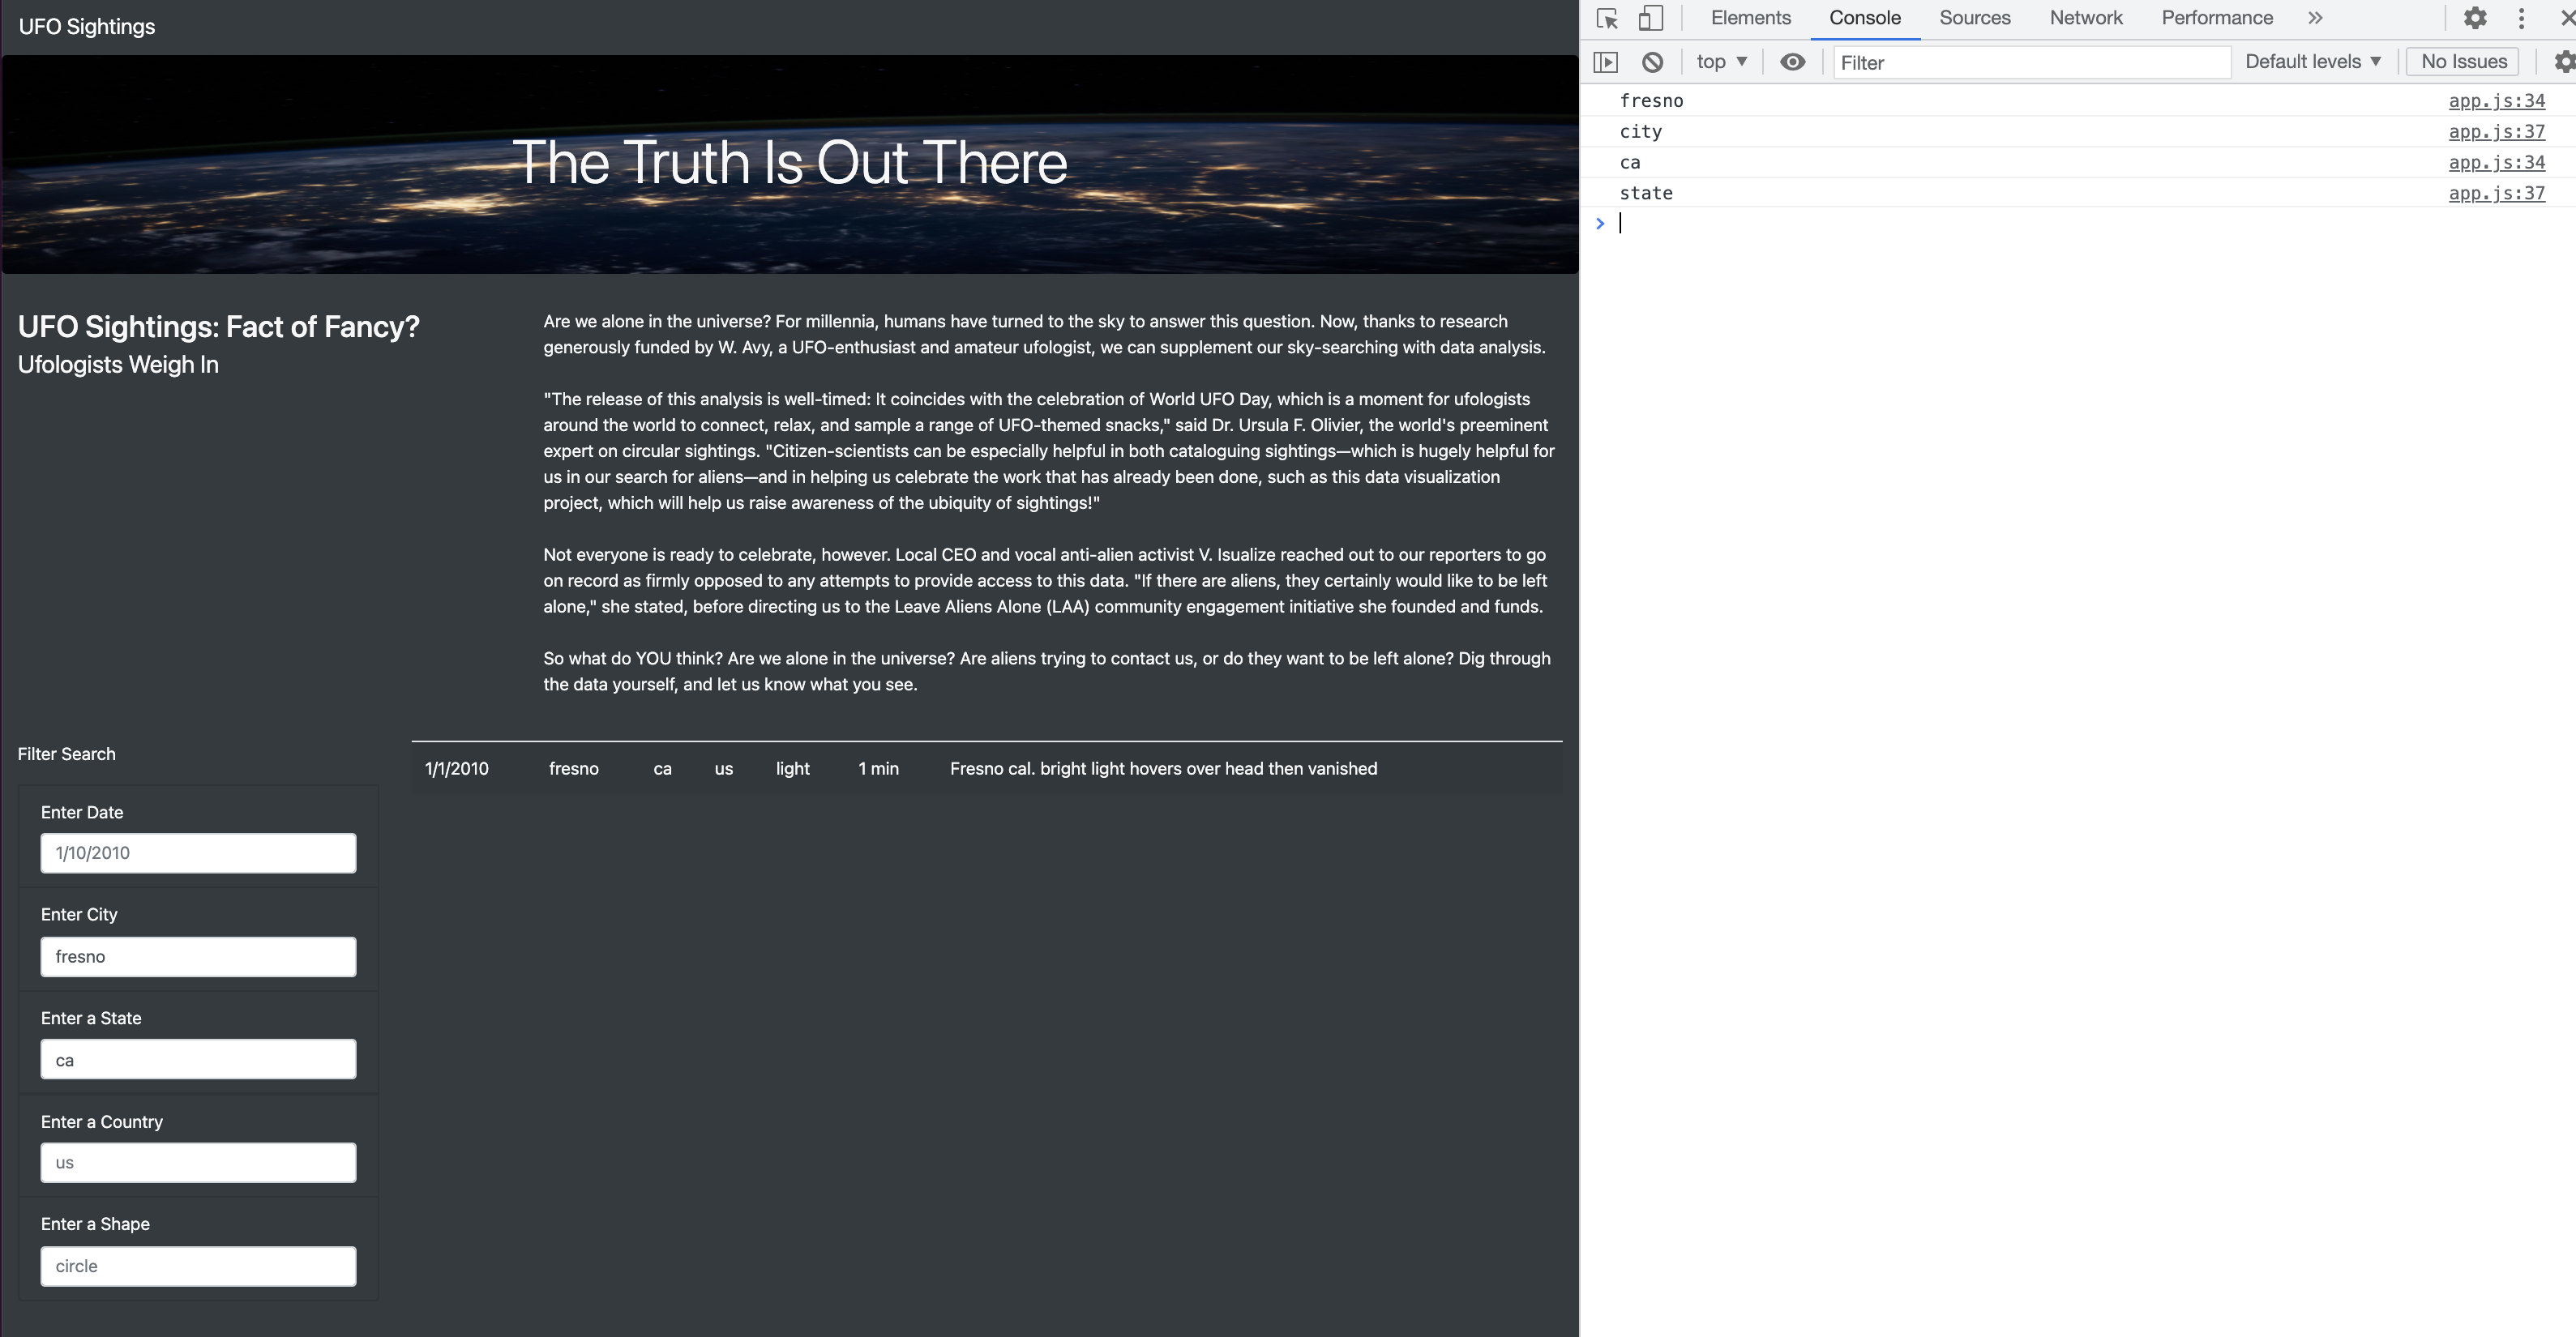 UFO Sightings
The Truth Is Out There
UFO Sightings: Fact of Fancy?
Ufologists Weigh In
Are we alone in the universe? For millennia, humans have turned to the sky to answer this question. Now, thanks to research
generously funded by W. Avy, a UFO-enthusiast and amateur ufologist, we can supplement our sky-searching with data analysis.
"The release of this analysis is well-timed: It coincides with the celebration of World UFO Day, which is a moment for ufologists
around the world to connect, relax, and sample a range of UFO-themed snacks," said Dr. Ursula F. Olivier, the world's preeminent
expert on circular sightings. "Citizen-scientists can be especially helpful in both cataloguing sightings—which is hugely helpful for
us in our search for aliens—and in helping us celebrate the work that has already been done, such as this data visualization
project, which will help us raise awareness of the ubiquity of sightings!"
Not everyone is ready to celebrate, however. Local CEO and vocal anti-alien activist V. Isualize reached out to our reporters to go
on record as firmly opposed to any attempts to provide access to this data. "If there are aliens, they certainly would like to be left
alone," she stated, before directing us to the Leave Aliens Alone (LAA) community engagement initiative she founded and funds.
So what do YOU think? Are we alone in the universe? Are aliens trying to contact us, or do they want to be left alone? Dig through
the data yourself, and let us know what you see.
Filter Search
Enter Date
1/10/2010
Enter City
fresno
Enter a State
ca
Enter a Country
us
Enter a Shape
circle
1/1/2010 fresno ca us light 1 min Fresno cal. bright light hovers over head then vanished
Elements Console Sources Network Performance
top Filter Default levels No Issues
fresno app.js:34
city app.js:37
ca app.js:34
state app.js:37